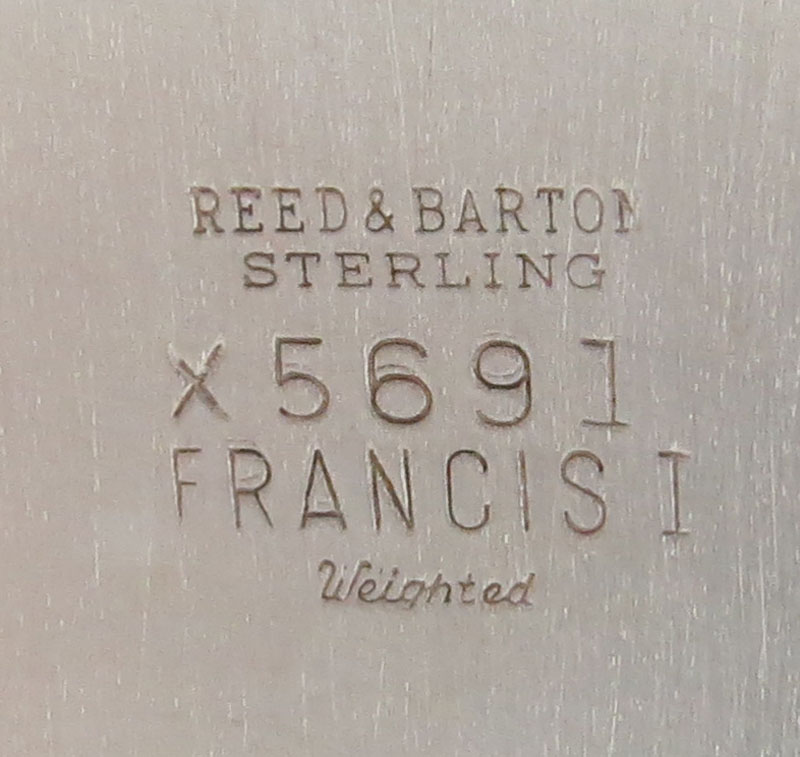 REED & BARTON
STERLING
X5691
FRANCIS I
Weighted